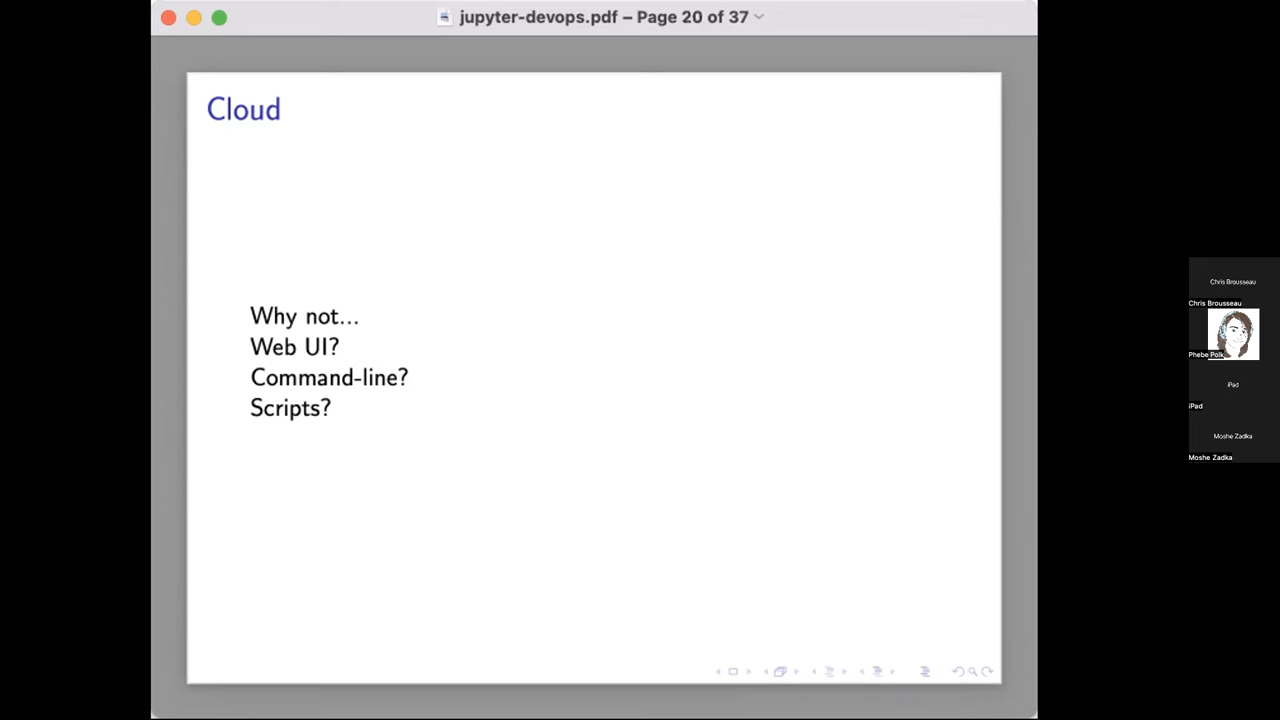 jupyter-devops.pdf – Page 20 of 37
Cloud
Why not...
Web UI?
Command-line?
Scripts?
Chris Brousseau
Chris Brousseau
Phebe Polk
iPad
iPad
Moshe Zadka
Moshe Zadka